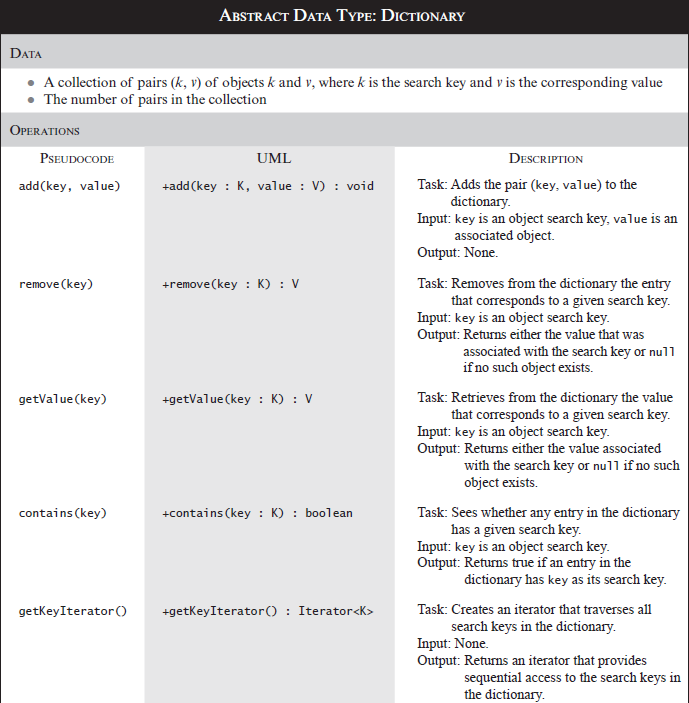 ABSTRACT DATA TYPE: DICTIONARY
DATA
• A collection of pairs (k, v) of objects k and v, where k is the search key and v is the corresponding value
• The number of pairs in the collection
OPERATIONS
PSEUDOCODE UML DESCRIPTION
add(key, value) +add(key : K, value : V) : void Task: Adds the pair (key, value) to the
dictionary.
Input: key is an object search key, value is an
associated object.
Output: None.
remove(key) +remove(key : K) : V Task: Removes from the dictionary the entry
that corresponds to a given search key.
Input: key is an object search key.
Output: Returns either the value that was
associated with the search key or null
if no such object exists.
getValue(key) +getValue(key : K) : V Task: Retrieves from the dictionary the value
that corresponds to a given search key.
Input: key is an object search key.
Output: Returns either the value associated
with the search key or null if no such
object exists.
contains(key) +contains(key : K) : boolean Task: Sees whether any entry in the dictionary
has a given search key.
Input: key is an object search key.
Output: Returns true if an entry in the
dictionary has key as its search key.
getKeyIterator() +getKeyIterator() : Iterator<K> Task: Creates an iterator that traverses all
search keys in the dictionary.
Input: None.
Output: Returns an iterator that provides
sequential access to the search keys in
the dictionary.